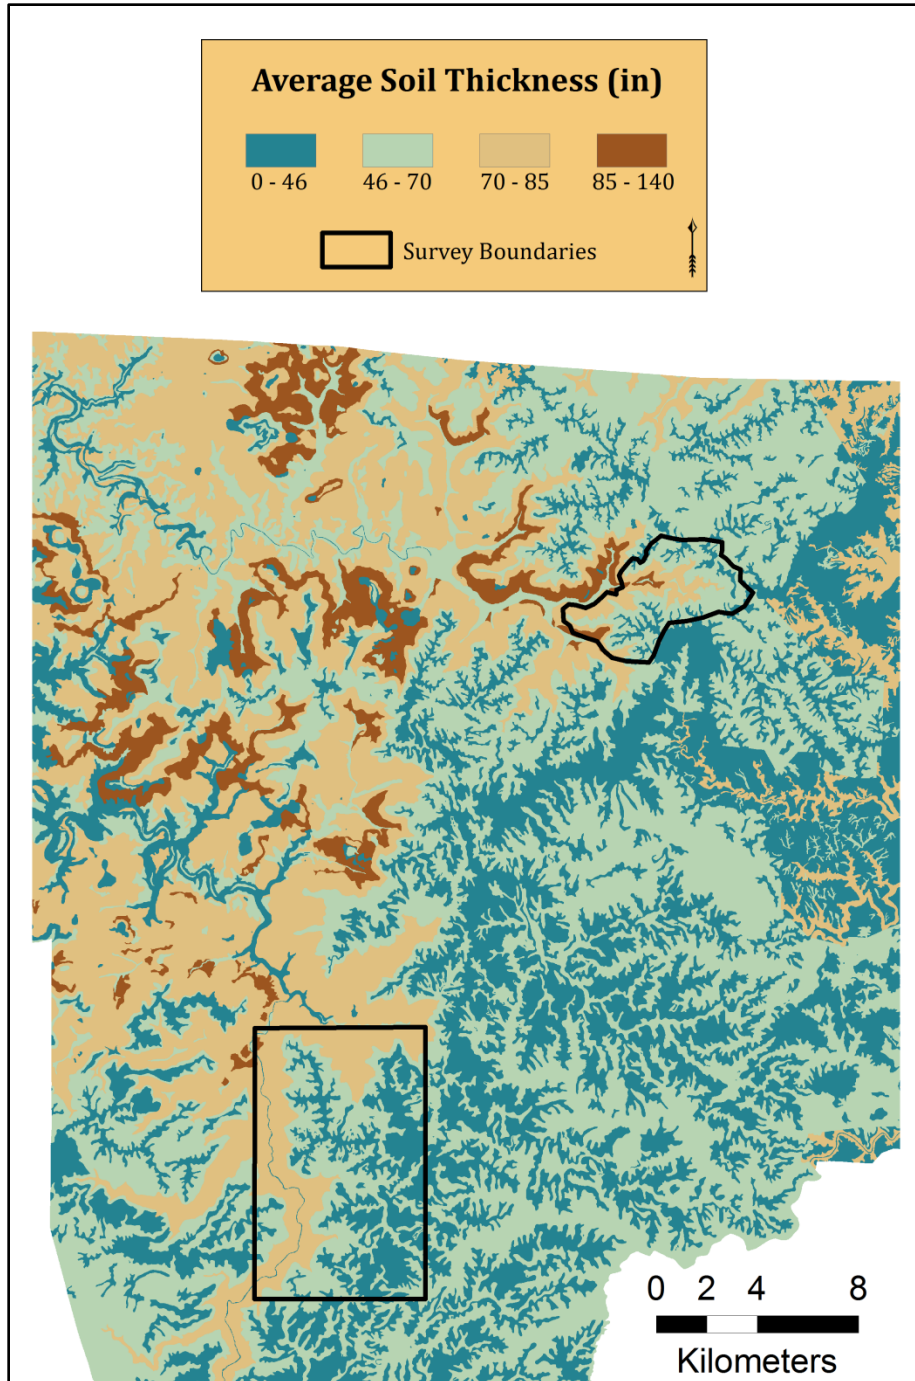 Average Soil Thickness (in)
0 - 46 46 - 70 70 - 85 85 - 140
Survey Boundaries
0 2 4 8
Kilometers